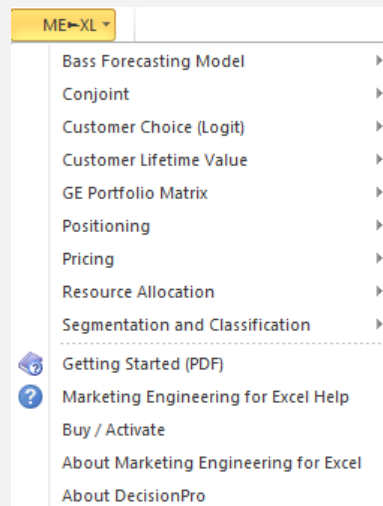 ME►XL
Bass Forecasting Model
Conjoint
Customer Choice (Logit)
Customer Lifetime Value
GE Portfolio Matrix
Positioning
Pricing
Resource Allocation
Segmentation and Classification
Getting Started (PDF)
Marketing Engineering for Excel Help
Buy / Activate
About Marketing Engineering for Excel
About DecisionPro